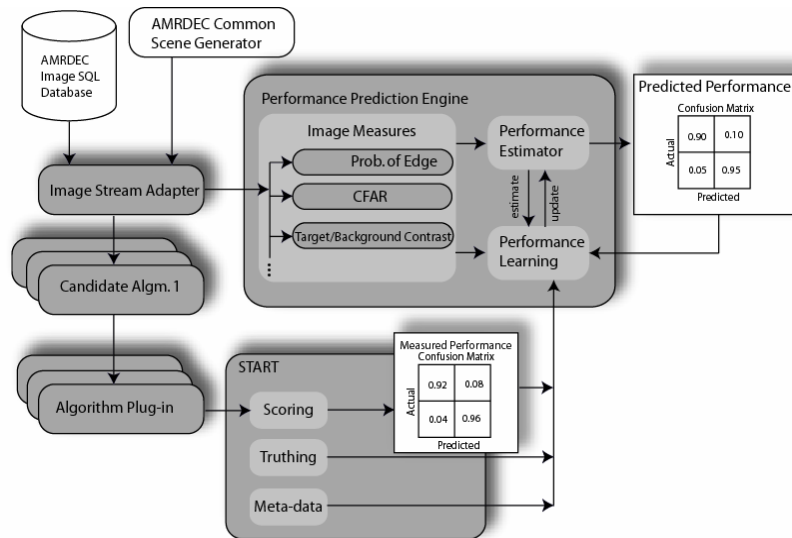 AMRDEC Common
Scene Generator
AMRDEC
Image SQL
Database
Performance Prediction Engine
Image Measures
Prob. of Edge
CFAR
Target/Background Contrast
...
Performance
Estimator
estimate
update
Performance
Learning
Predicted Performance
Confusion Matrix
Actual
0.90 0.10
0.05 0.95
Predicted
Image Stream Adapter
Candidate Algm. 1
Algorithm Plug-in
START
Scoring
Truthing
Meta-data
Measured Performance
Confusion Matrix
Actual
0.92 0.08
0.04 0.96
Predicted